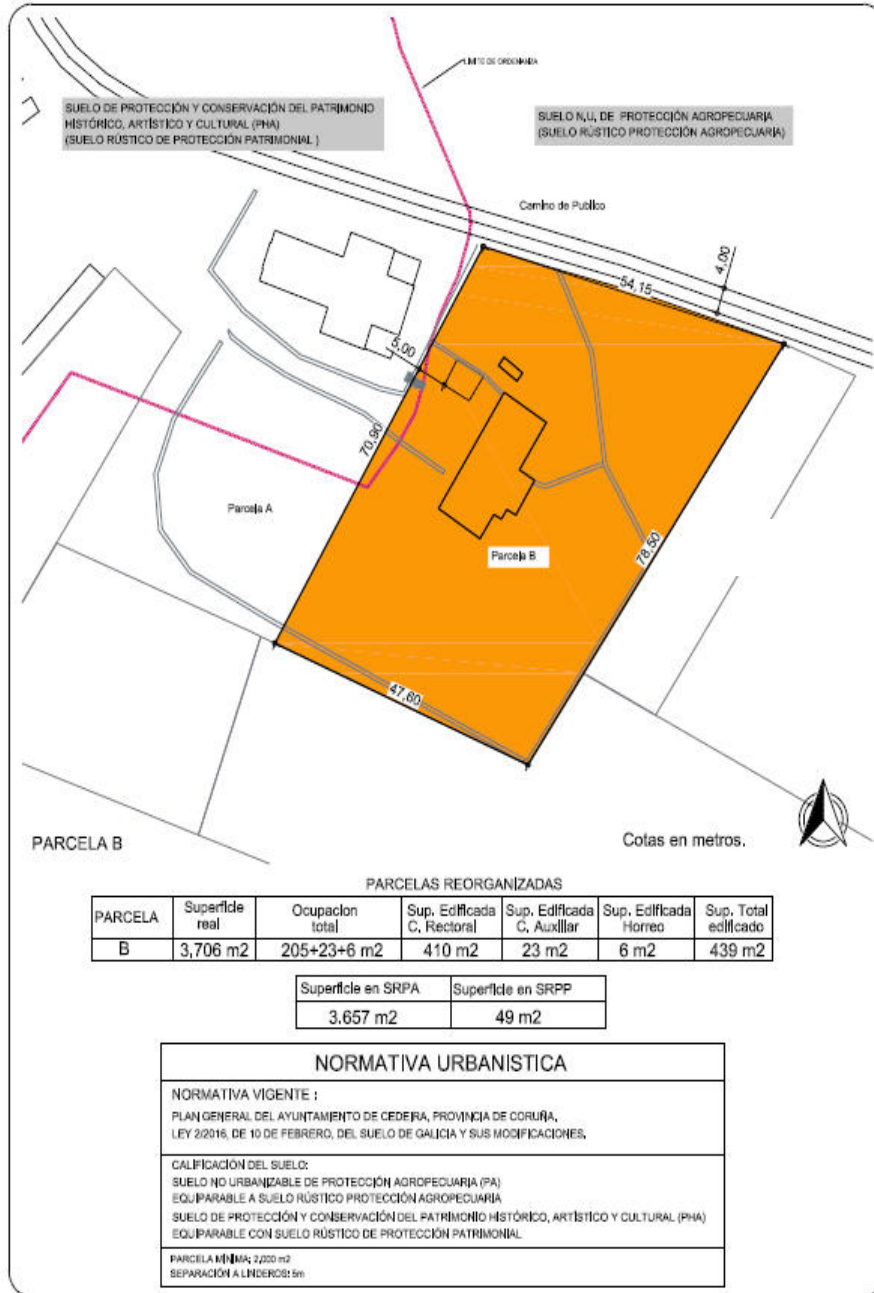 LIMITE DE ORDENANZA
SUELO DE PROTECCIÓN Y CONSERVACIÓN DEL PATRIMONIO
HISTÓRICO, ARTÍSTICO Y CULTURAL (PHA)
(SUELO RÚSTICO DE PROTECCIÓN PATRIMONIAL )
SUELO N,U, DE PROTECCIÓN AGROPECUARIA
(SUELO RÚSTICO PROTECCIÓN AGROPECUARIA)
Camino de Publico
4,00
54,15
5,00
70,90
Parcela A
Parcela B
78,50
47,60
PARCELA B
Cotas en metros.
PARCELAS REORGANIZADAS
PARCELA Superficie real Ocupacion total Sup. Edificada C. Rectoral Sup. Edificada C. Auxiliar Sup. Edificada Horreo Sup. Total edificado
B 3,706 m2 205+23+6 m2 410 m2 23 m2 6 m2 439 m2
Superficie en SRPA Superficie en SRPP
3.657 m2 49 m2
NORMATIVA URBANISTICA
NORMATIVA VIGENTE :
PLAN GENERAL DEL AYUNTAMIENTO DE CEDEIRA, PROVINCIA DE CORUÑA,
LEY 2/2016, DE 10 DE FEBRERO, DEL SUELO DE GALICIA Y SUS MODIFICACIONES,
CALIFICACIÓN DEL SUELO:
SUELO NO URBANIZABLE DE PROTECCIÓN AGROPECUARIA (PA)
EQUIPARABLE A SUELO RÚSTICO PROTECCIÓN AGROPECUARIA
SUELO DE PROTECCIÓN Y CONSERVACIÓN DEL PATRIMONIO HISTÓRICO, ARTÍSTICO Y CULTURAL (PHA)
EQUIPARABLE CON SUELO RÚSTICO DE PROTECCIÓN PATRIMONIAL
PARCELA MÍNIMA: 2,000 m2
SEPARACIÓN A LINDEROS: 5m